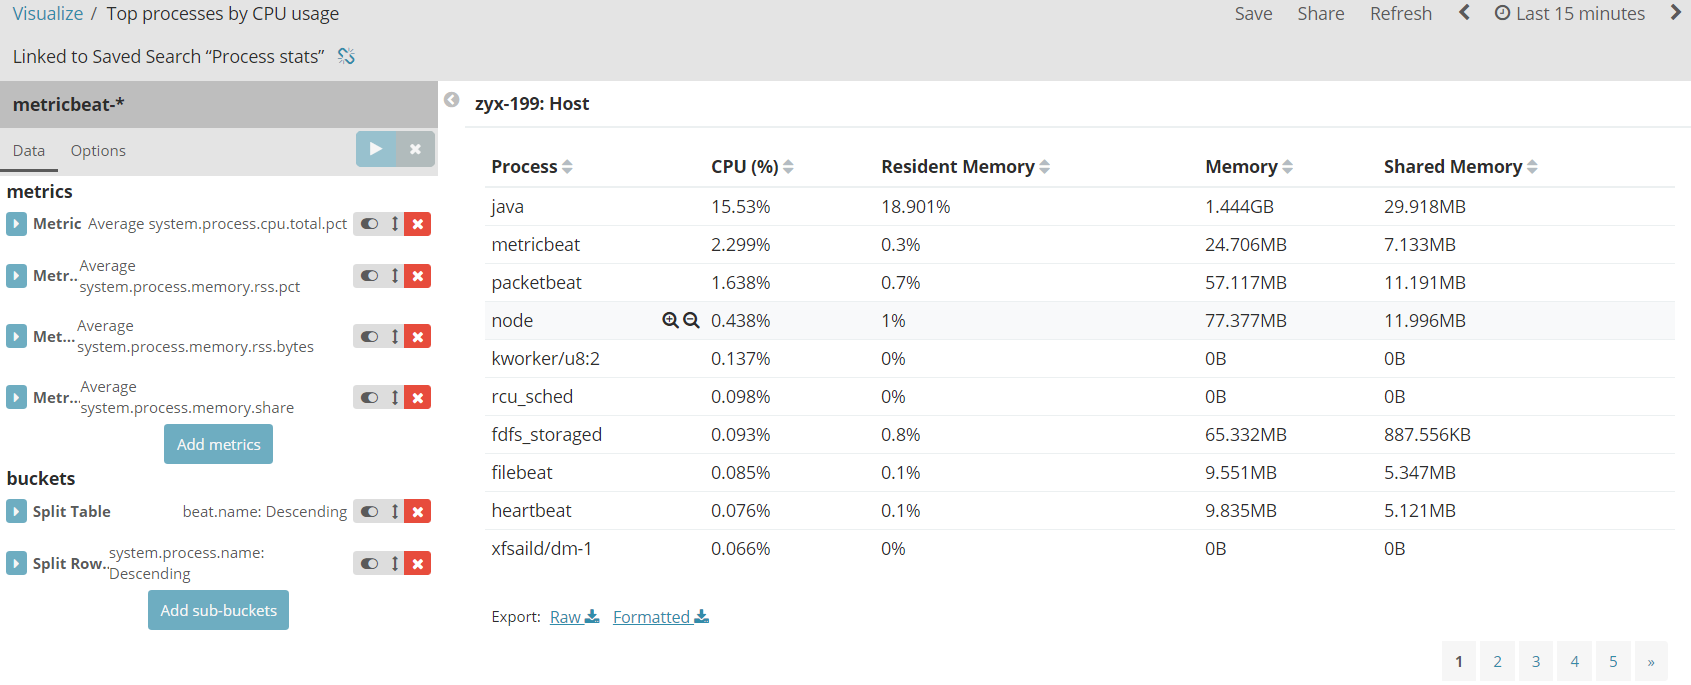 Visualize / Top processes by CPU usage
Save Share Refresh Last 15 minutes
Linked to Saved Search “Process stats”
metricbeat-*
Data Options
metrics
Metric Average system.process.cpu.total.pct
Metr.. Average
system.process.memory.rss.pct
Met... Average
system.process.memory.rss.bytes
Metr.. Average
system.process.memory.share
Add metrics
buckets
Split Table beat.name: Descending
Split Row.. system.process.name:
Descending
Add sub-buckets
zyx-199: Host
Process CPU (%) Resident Memory Memory Shared Memory
java 15.53% 18.901% 1.444GB 29.918MB
metricbeat 2.299% 0.3% 24.706MB 7.133MB
packetbeat 1.638% 0.7% 57.117MB 11.191MB
node 0.438% 1% 77.377MB 11.996MB
kworker/u8:2 0.137% 0% 0B 0B
rcu_sched 0.098% 0% 0B 0B
fdfs_storaged 0.093% 0.8% 65.332MB 887.556KB
filebeat 0.085% 0.1% 9.551MB 5.347MB
heartbeat 0.076% 0.1% 9.835MB 5.121MB
xfsaild/dm-1 0.066% 0% 0B 0B
Export: Raw Formatted
1 2 3 4 5 »